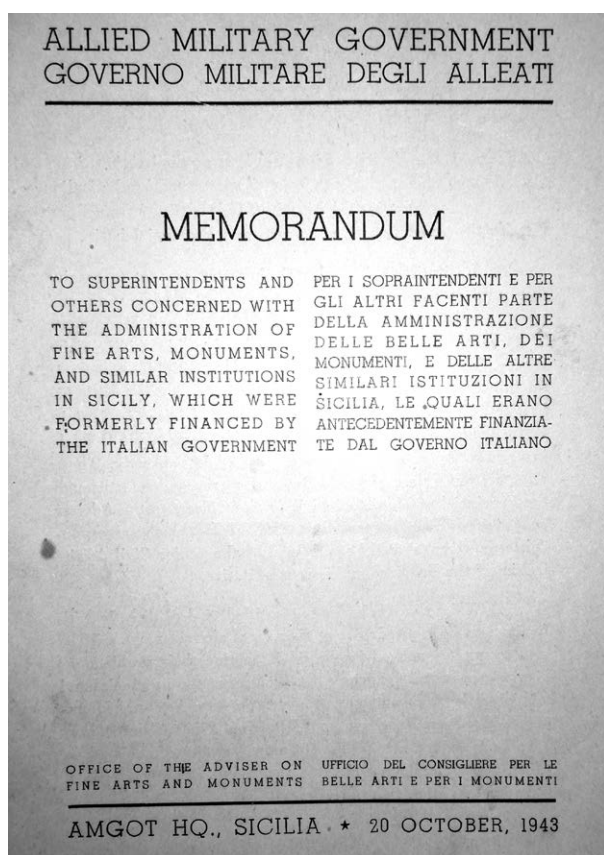 ALLIED MILITARY GOVERNMENT
GOVERNO MILITARE DEGLI ALLEATI
MEMORANDUM
TO SUPERINTENDENTS AND
OTHERS CONCERNED WITH
THE ADMINISTRATION OF
FINE ARTS, MONUMENTS,
AND SIMILAR INSTITUTIONS
IN SICILY, WHICH WERE
FORMERLY FINANCED BY
THE ITALIAN GOVERNMENT
PER I SOPRAINTENDENTI E PER
GLI ALTRI FACENTI PARTE
DELLA AMMINISTRAZIONE
DELLE BELLE ARTI, DEI
MONUMENTI, E DELLE ALTRE
SIMILARI ISTITUZIONI IN
SICILIA, LE QUALI ERANO
ANTECEDENTEMENTE FINANZIA-
TE DAL GOVERNO ITALIANO
OFFICE OF THE ADVISER ON
FINE ARTS AND MONUMENTS
UFFICIO DEL CONSIGLIERE PER LE
BELLE ARTI E PER I MONUMENTI
AMGOT HQ., SICILIA ★ 20 OCTOBER, 1943